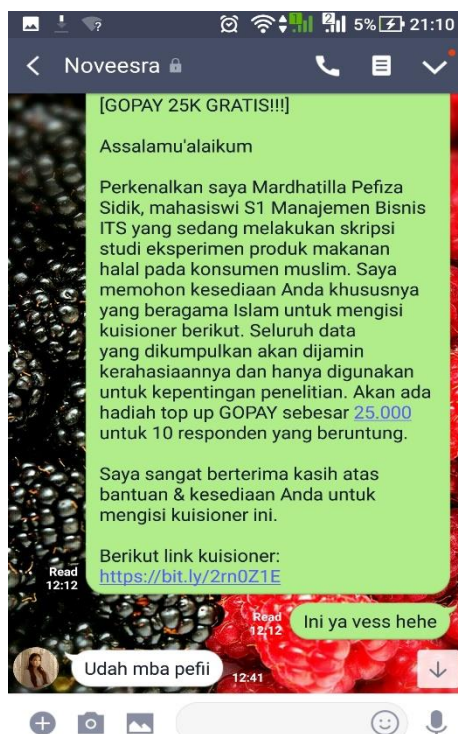 5% 21:10
Noveesra
[GOPAY 25K GRATIS!!!]
Assalamu'alaikum
Perkenalkan saya Mardhatilla Pefiza
Sidik, mahasiswi S1 Manajemen Bisnis
ITS yang sedang melakukan skripsi
studi eksperimen produk makanan
halal pada konsumen muslim. Saya
memohon kesediaan Anda khususnya
yang beragama Islam untuk mengisi
kuisioner berikut. Seluruh data
yang dikumpulkan akan dijamin
kerahasiaannya dan hanya digunakan
untuk kepentingan penelitian. Akan ada
hadiah top up GOPAY sebesar 25.000
untuk 10 responden yang beruntung.
Saya sangat berterima kasih atas
bantuan & kesediaan Anda untuk
mengisi kuisioner ini.
Berikut link kuisioner:
https://bit.ly/2rn0Z1E
Read
12:12
Ini ya vess hehe
Read
12:12
Udah mba pefii
12:41